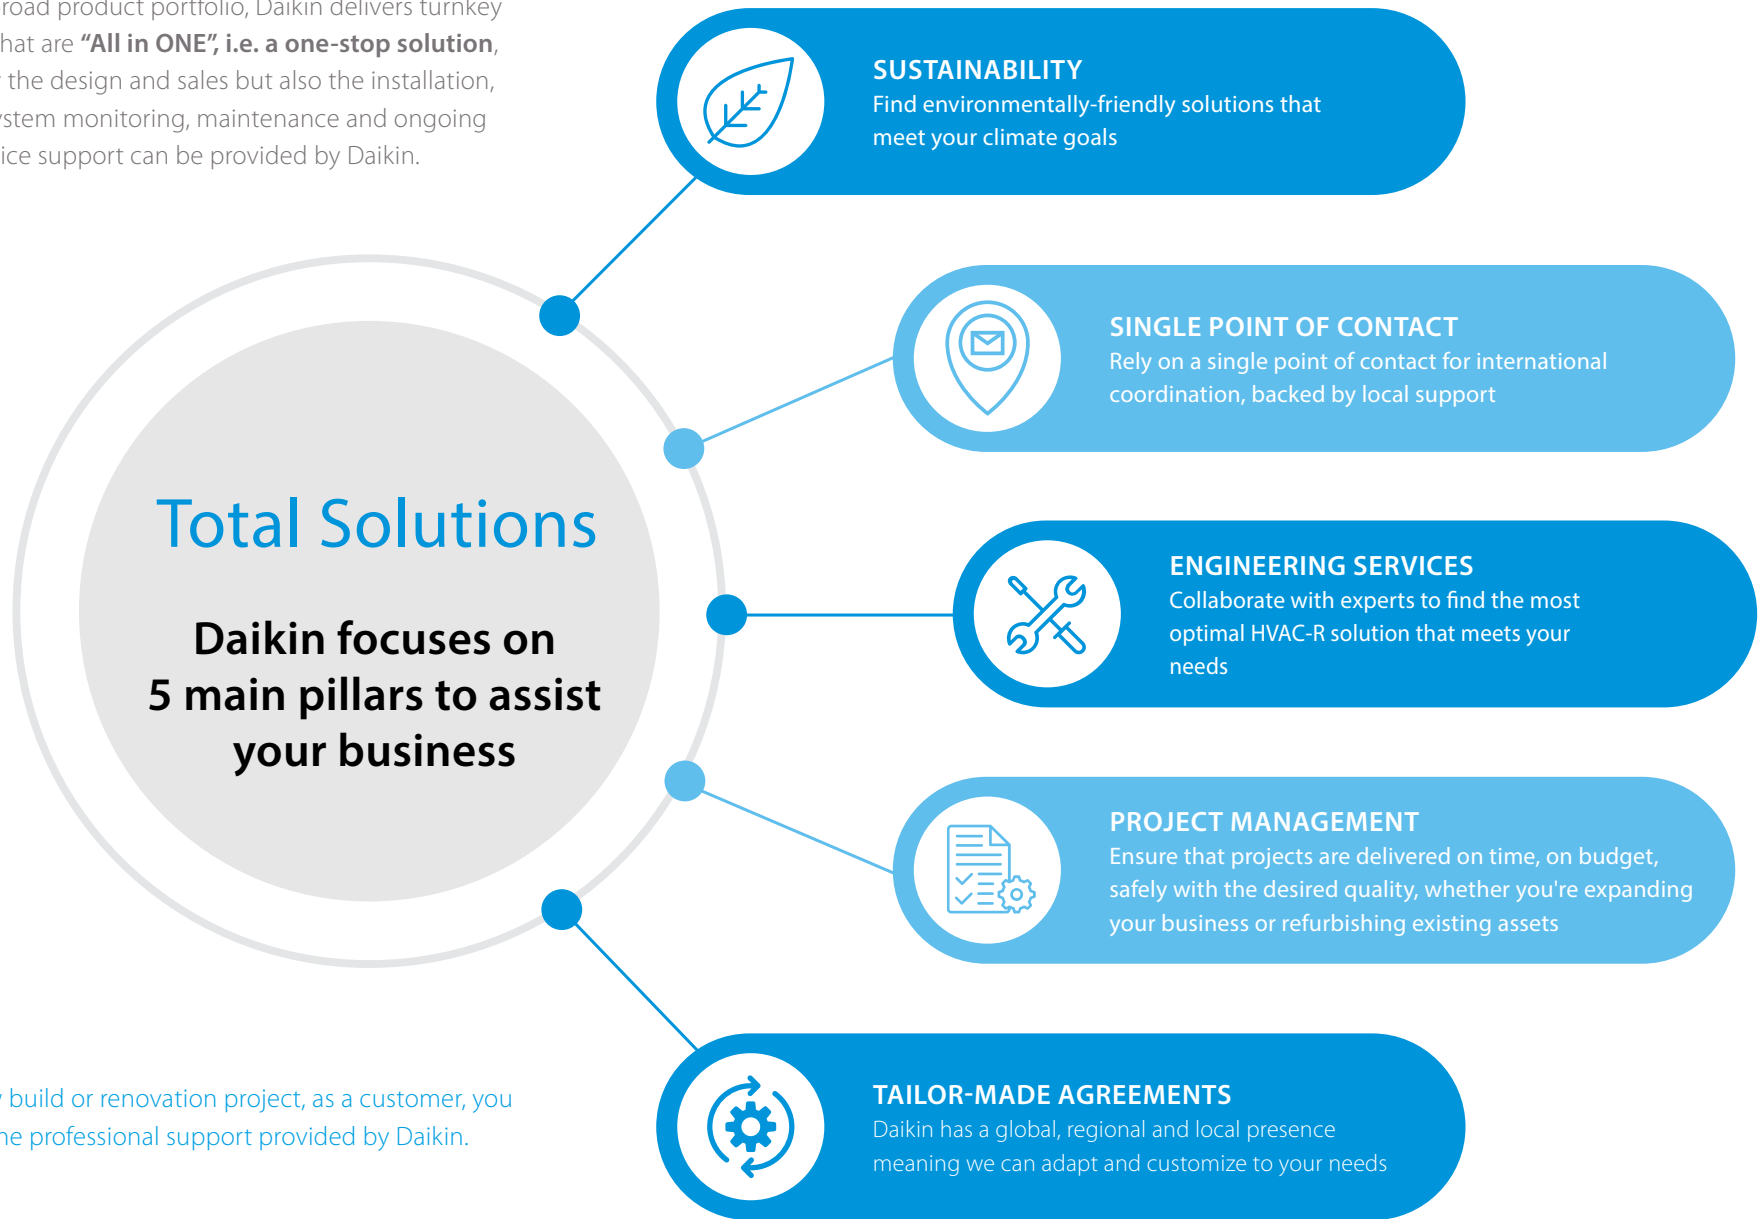 road product portfolio, Daikin delivers turnkey
hat are “All in ONE”, i.e. a one-stop solution,
the design and sales but also the installation,
stem monitoring, maintenance and ongoing
ice support can be provided by Daikin.
SUSTAINABILITY
Find environmentally-friendly solutions that
meet your climate goals
SINGLE POINT OF CONTACT
Rely on a single point of contact for international
coordination, backed by local support
Total Solutions
Daikin focuses on
5 main pillars to assist
your business
ENGINEERING SERVICES
Collaborate with experts to find the most
optimal HVAC-R solution that meets your
needs
PROJECT MANAGEMENT
Ensure that projects are delivered on time, on budget,
safely with the desired quality, whether you're expanding
your business or refurbishing existing assets
build or renovation project, as a customer, you
he professional support provided by Daikin.
TAILOR-MADE AGREEMENTS
Daikin has a global, regional and local presence
meaning we can adapt and customize to your needs